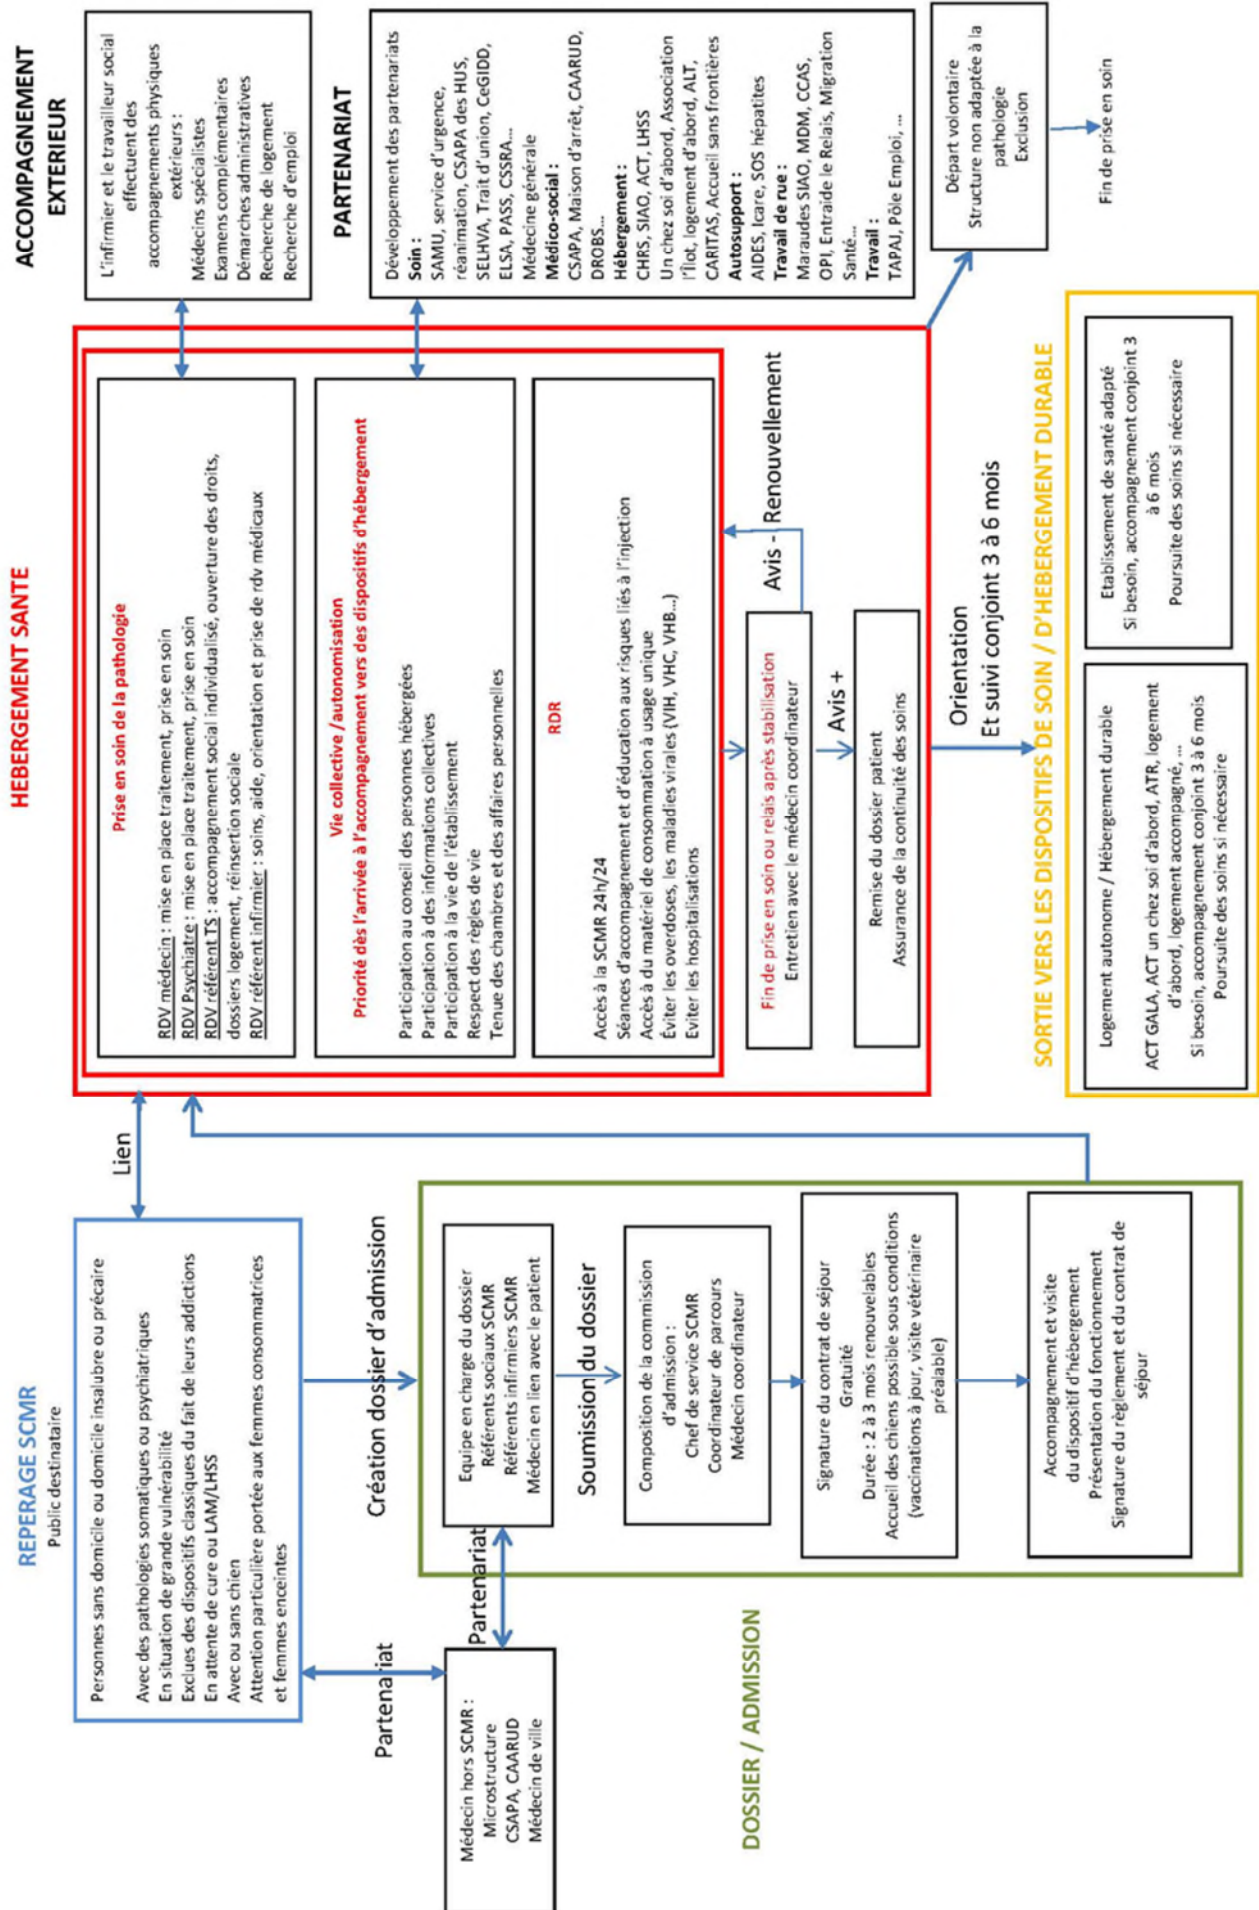 REPERAGE SCMR
Public destinataire
Personnes sans domicile ou domicile insalubre ou précaire
Avec des pathologies somatiques ou psychiatriques
En situation de grande vulnérabilité
Exclues des dispositifs classiques du fait de leurs addictions
En attente de cure ou LAM/LHSS
Avec ou sans chien
Attention particulière portée aux femmes consommatrices
et femmes enceintes
Lien
Partenariat
Médecin hors SCMR :
Microstructure
CSAPA, CAARUD
Médecin de ville
Partenariat
Création dossier d'admission
DOSSIER / ADMISSION
Equipe en charge du dossier
Référents sociaux SCMR
Référents infirmiers SCMR
Médecin en lien avec le patient
Soumission du dossier
Composition de la commission
d'admission :
Chef de service SCMR
Coordinateur de parcours
Médecin coordinateur
Signature du contrat de séjour
Gratuité
Durée : 2 à 3 mois renouvelables
Accueil des chiens possible sous conditions
(vaccinations à jour, visite vétérinaire
préalable)
Accompagnement et visite
du dispositif d'hébergement
Présentation du fonctionnement
Signature du règlement et du contrat de
séjour
HEBERGEMENT SANTE
Prise en soin de la pathologie
RDV médecin : mise en place traitement, prise en soin
RDV Psychiatre : mise en place traitement, prise en soin
RDV référent TS : accompagnement social individualisé, ouverture des droits,
dossiers logement, réinsertion sociale
RDV référent infirmier : soins, aide, orientation et prise de rdv médicaux
Vie collective /autonomisation
Priorité dès l'arrivée à l'accompagnement vers des dispositifs d'hébergement
Participation au conseil des personnes hébergées
Participation à des informations collectives
Participation à la vie de l'établissement
Respect des règles de vie
Tenue des chambres et des affaires personnelles
RDR
Accès à la SCMR 24h/24
Séances d'accompagnement et d'éducation aux risques liés à l'injection
Accès à du matériel de consommation à usage unique
Éviter les overdoses, les maladies virales (VIH, VHC, VHB...)
Eviter les hospitalisations
Fin de prise en soin ou relais après stabilisation
Entretien avec le médecin coordinateur
Avis - Renouvellement
Avis +
Remise du dossier patient
Assurance de la continuité des soins
Orientation
Et suivi conjoint 3 à 6 mois
SORTIE VERS LES DISPOSITIFS DE SOIN / D'HEBERGEMENT DURABLE
Logement autonome / Hébergement durable
ACT GALA, ACT un chez soi d'abord, ATR, logement
d'abord, logement accompagné, ...
Si besoin, accompagnement conjoint 3 à 6 mois
Poursuite des soins si nécessaire
Etablissement de santé adapté
Si besoin, accompagnement conjoint 3
à 6 mois
Poursuite des soins si nécessaire
ACCOMPAGNEMENT
EXTERIEUR
L'infirmier et le travailleur social
effectuent des
accompagnements physiques
extérieurs :
Médecins spécialistes
Examens complémentaires
Démarches administratives
Recherche de logement
Recherche d'emploi
PARTENARIAT
Développement des partenariats
Soin :
SAMU, service d'urgence,
réanimation, CSAPA des HUS,
SELHVA, Trait d'union, CeGIDD,
ELSA, PASS, CSSRA...
Médecine générale
Médico-social :
CSAPA, Maison d'arrêt, CAARUD,
DROBS...
Hébergement :
CHRS, SIAO, ACT, LHSS
Un chez soi d'abord, Association
l'Îlot, logement d'abord, ALT,
CARITAS, Accueil sans frontières
Autosupport :
AIDES, Icare, SOS hépatites
Travail de rue :
Maraudes SIAO, MDM, CCAS,
OPI, Entraide le Relais, Migration
Santé...
Travail :
TAPAJ, Pôle Emploi, ...
Départ volontaire
Structure non adaptée à la
pathologie
Exclusion
Fin de prise en soin